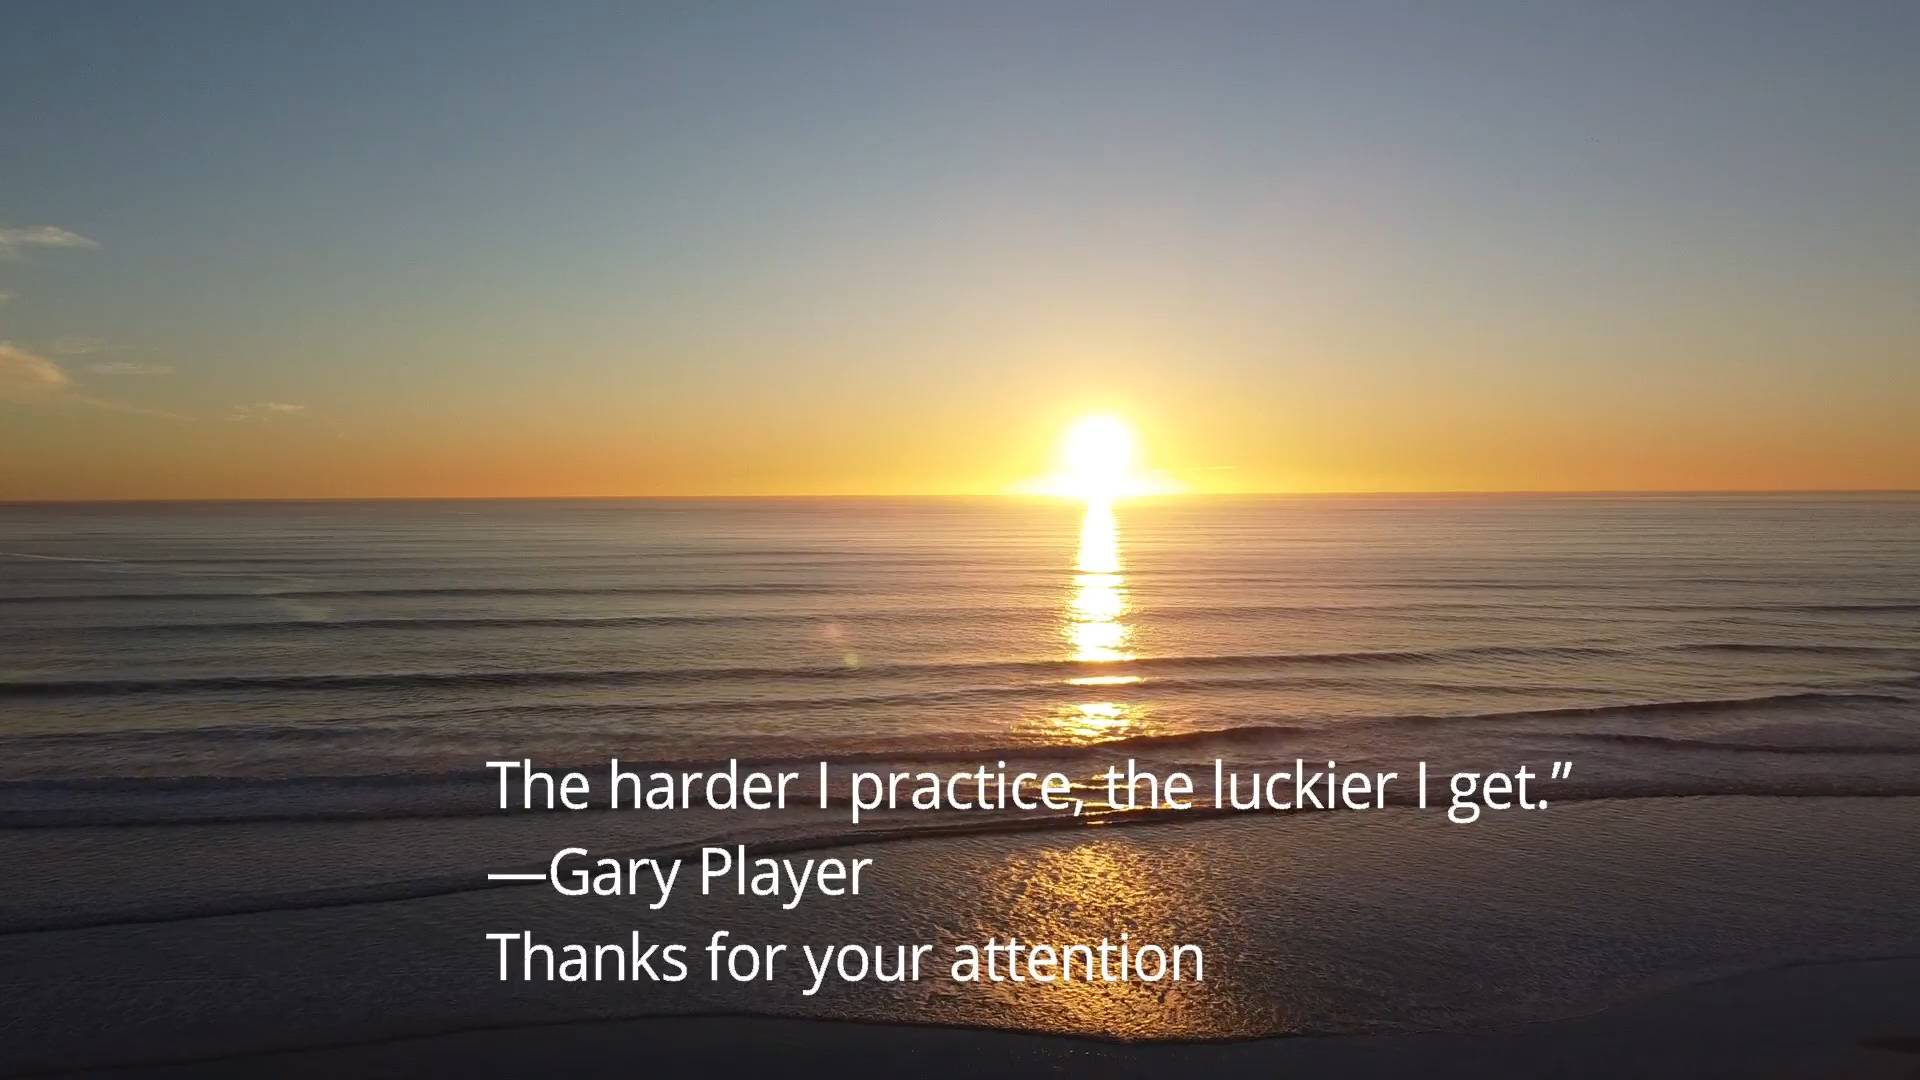 The harder I practice, the luckier I get.”
—Gary Player
Thanks for your attention